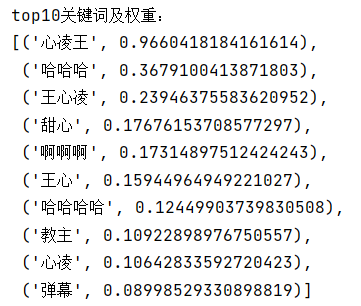 top10关键词及权重：
[('心凌王', 0.9660418184161614),
('哈哈哈', 0.3679100413871803),
('王心凌', 0.23946375583620952),
('甜心', 0.17676153708577297),
('啊啊啊', 0.17314897512424243),
('王心', 0.15944964949221027),
('哈哈哈哈', 0.12449903739830508),
('教主', 0.10922898976750557),
('心凌', 0.10642833592720423),
('弹幕', 0.08998529330898819)]